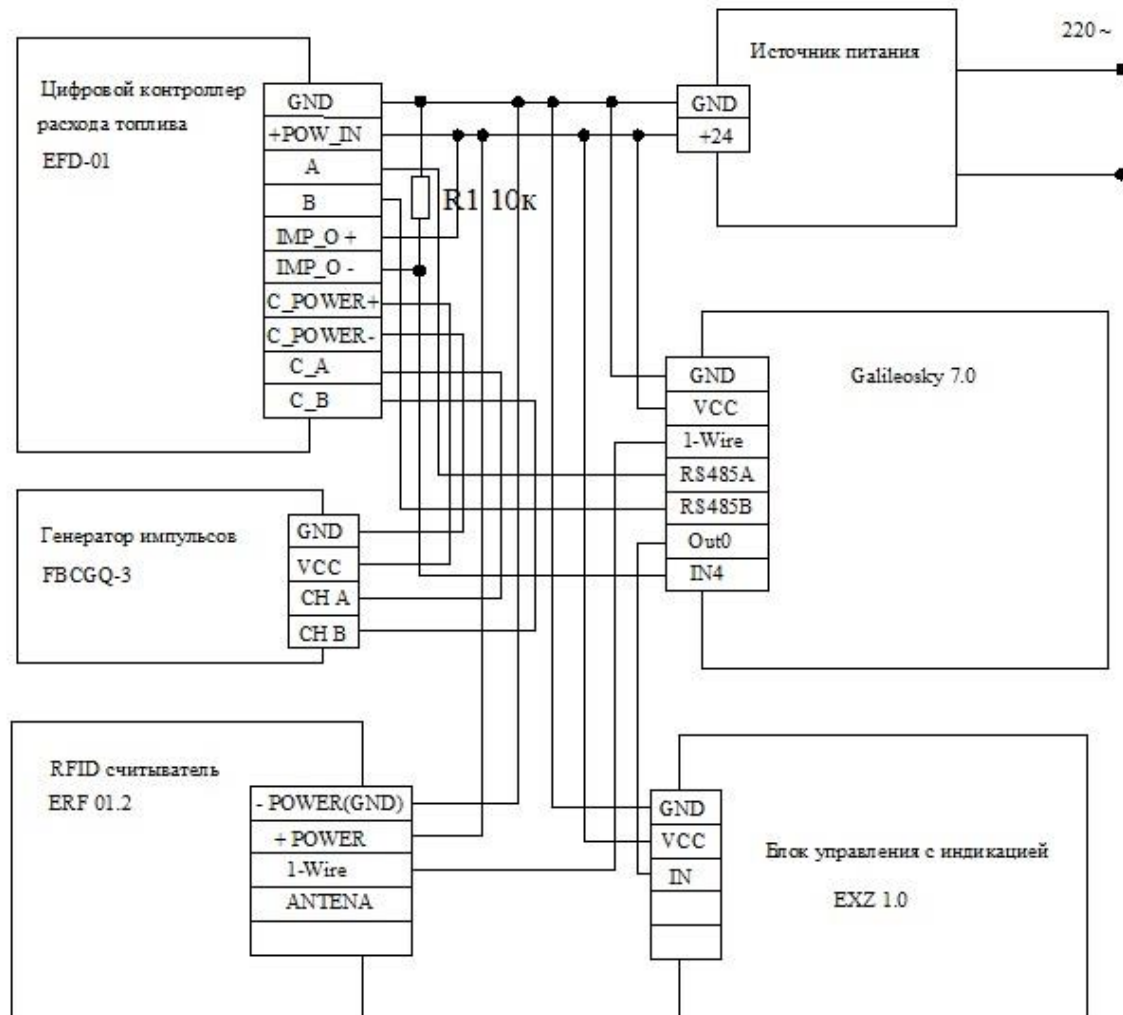 Цифровой контроллер
расхода топлива
EFD-01
GND
+POW_IN
A
B
IMP_O +
IMP_O -
C_POWER+
C_POWER-
C_A
C_B
R1 10к
Источник питания
GND
+24
220 ~
Galileosky 7.0
GND
VCC
1-Wire
RS485A
RS485B
Out0
IN4
Генератор импульсов
FBCGQ-3
GND
VCC
CH A
CH B
RFID считыватель
ERF 01.2
- POWER(GND)
+ POWER
1-Wire
ANTENA
GND
VCC
IN
Блок управления с индикацией
EXZ 1.0